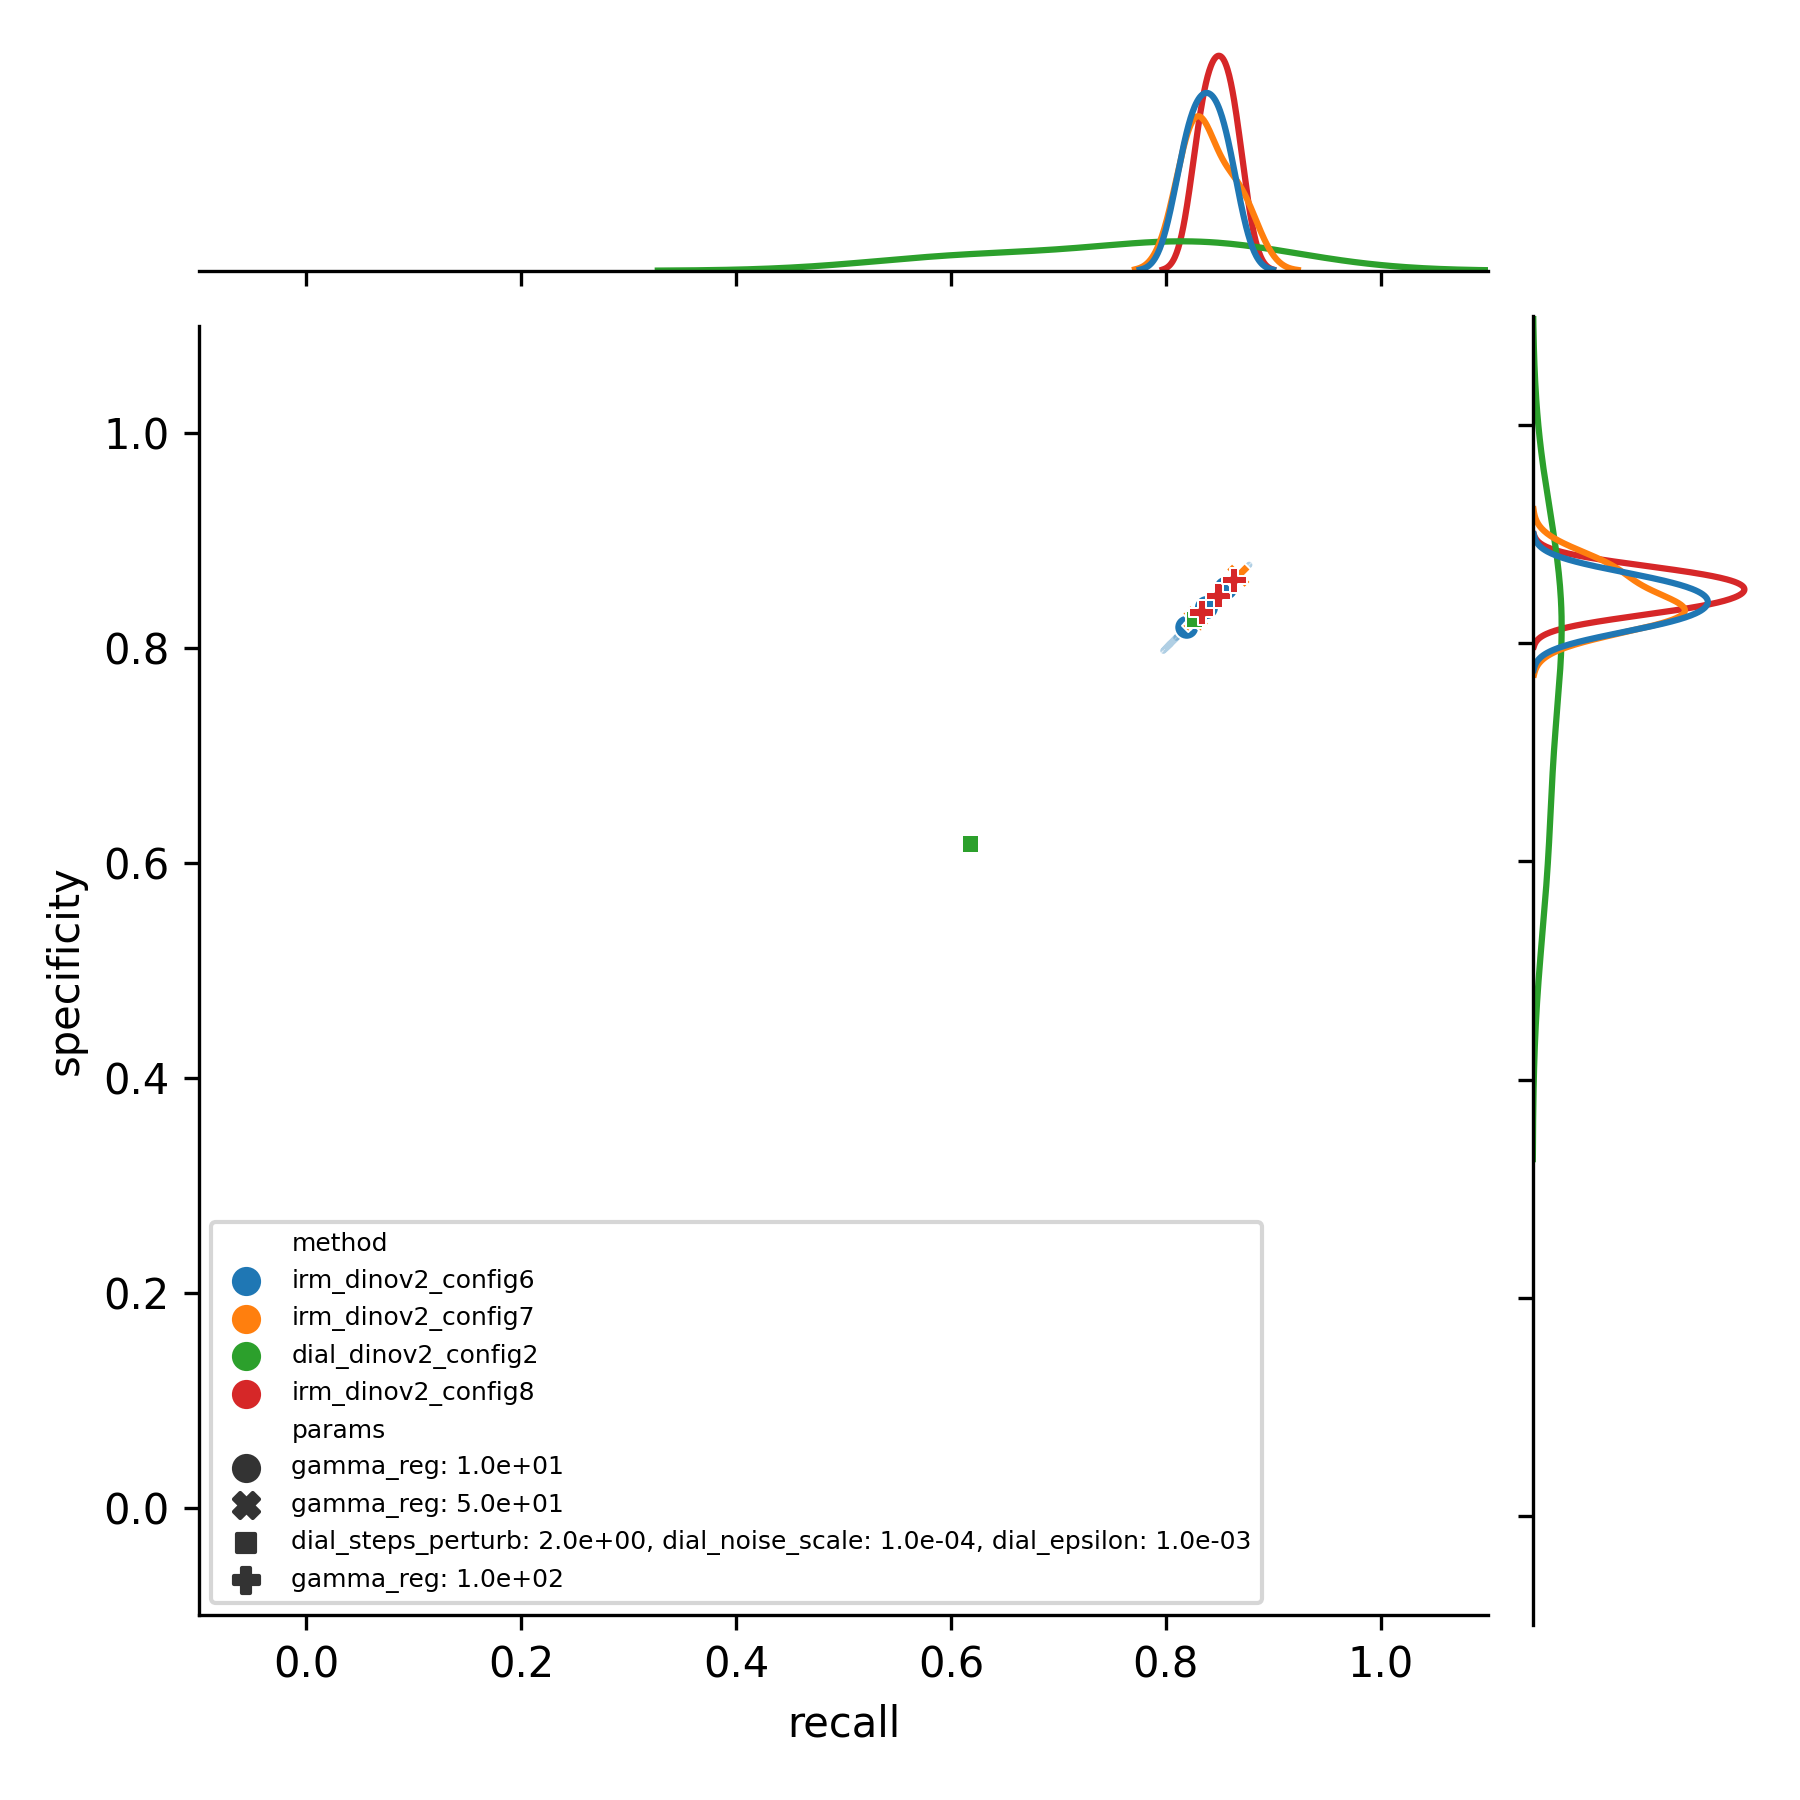 1.0
0.8
0.6
0.4
0.2
0.0
specificity
method
irm_dinov2_config6
irm_dinov2_config7
dial_dinov2_config2
irm_dinov2_config8
params
gamma_reg: 1.0e+01
gamma_reg: 5.0e+01
dial_steps_perturb: 2.0e+00, dial_noise_scale: 1.0e-04, dial_epsilon: 1.0e-03
gamma_reg: 1.0e+02
0.0 0.2 0.4 0.6 0.8 1.0
recall